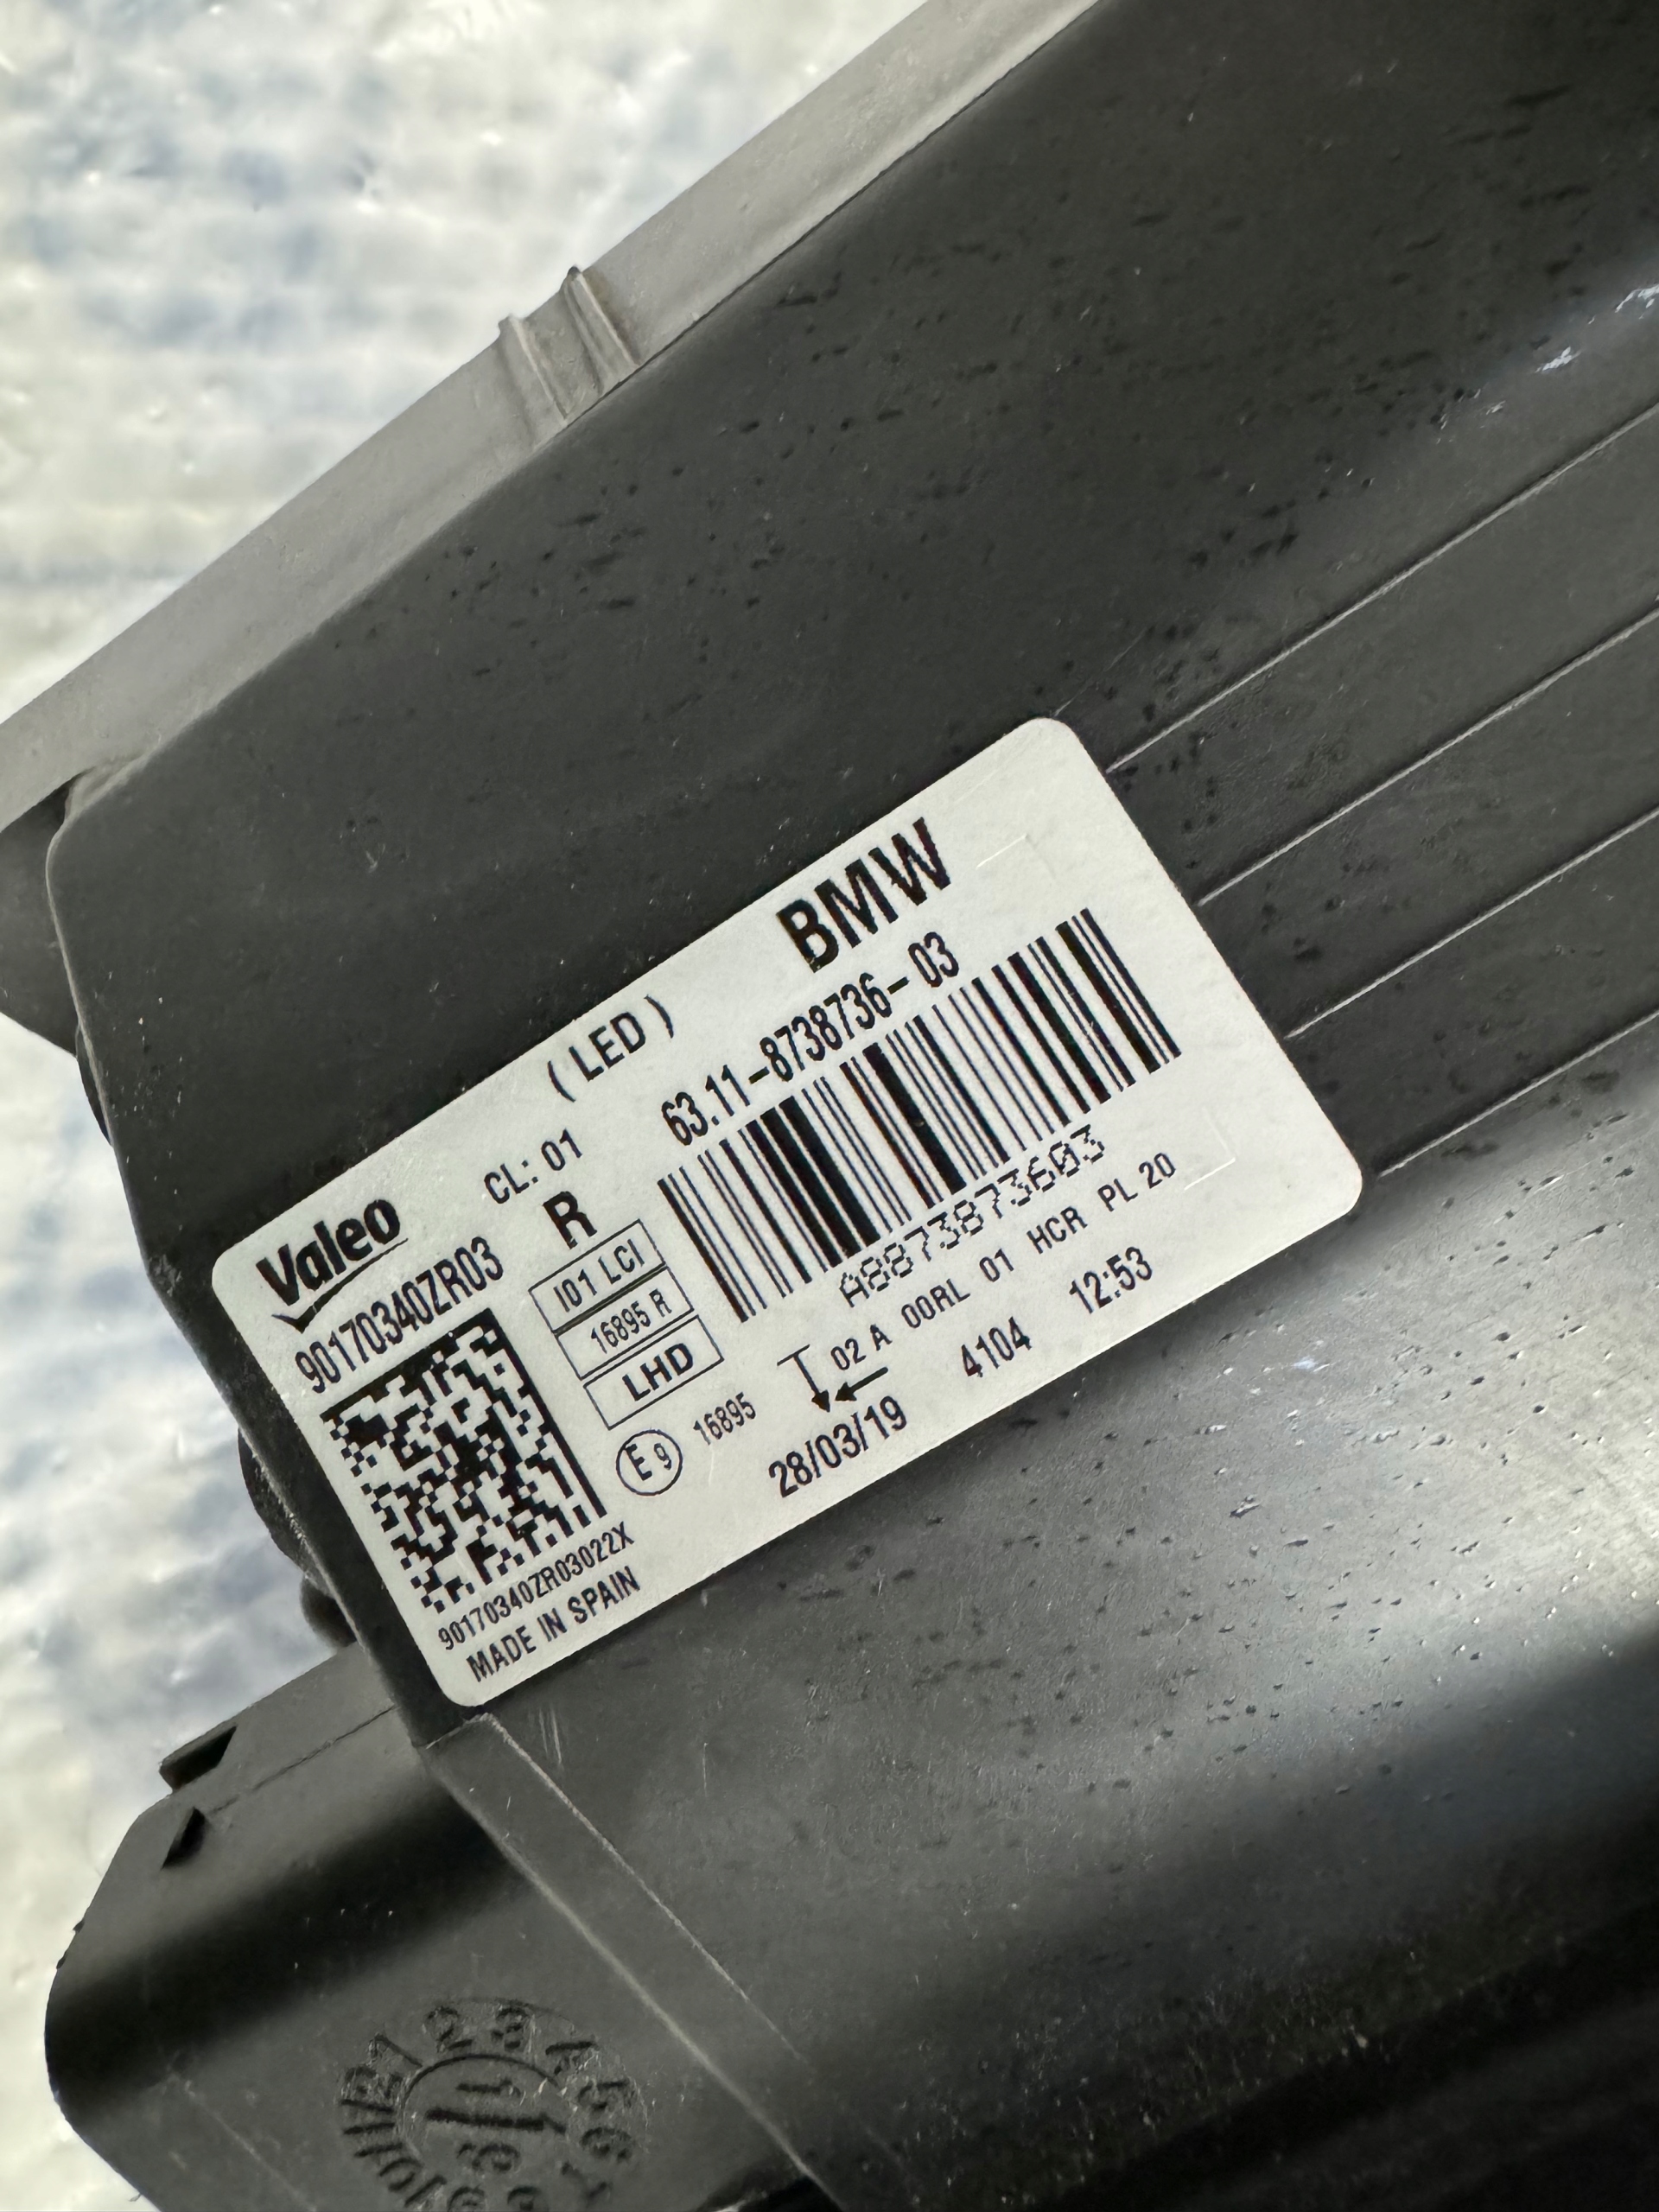 Valeo
CL: 01
( LED )
BMW
90170340ZR03
R
63.11-8738736- 03
I01 LCI
16895 R
LHD
A88738873603
E 9
16895
02 A
00RL
01
HCR
PL 20
28/03/19
4104
12:53
90170340ZR03022X
MADE IN SPAIN